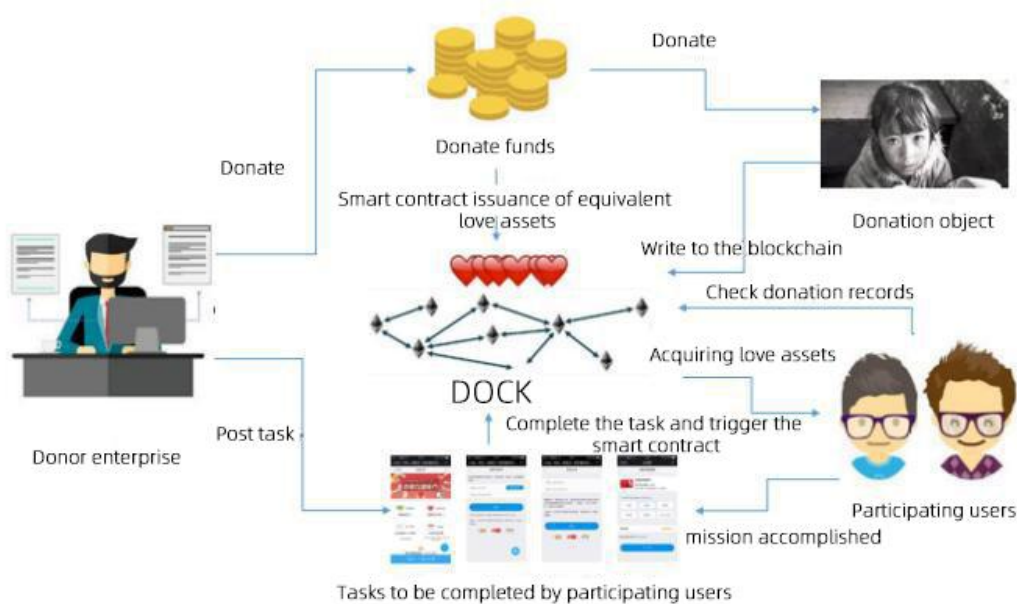 Donate
Donate funds
Donate
Smart contract issuance of equivalent
love assets
Donation object
Write to the blockchain
Check donation records
Acquiring love assets
DOCK
Complete the task and trigger the
smart contract
Post task
Donor enterprise
Participating users
mission accomplished
Tasks to be completed by participating users